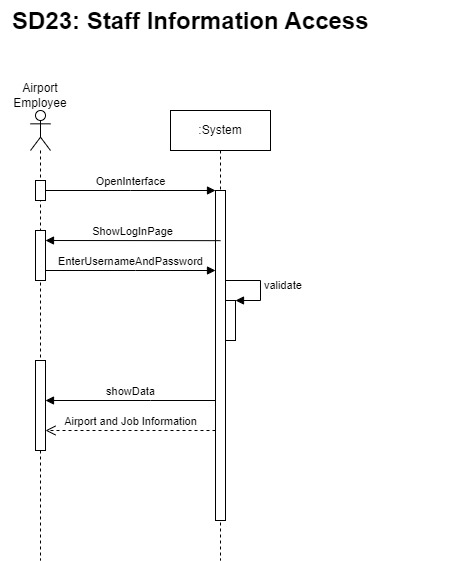 SD23: Staff Information Access
Airport
Employee
:System
OpenInterface
ShowLogInPage
EnterUsernameAndPassword
validate
showData
Airport and Job Information